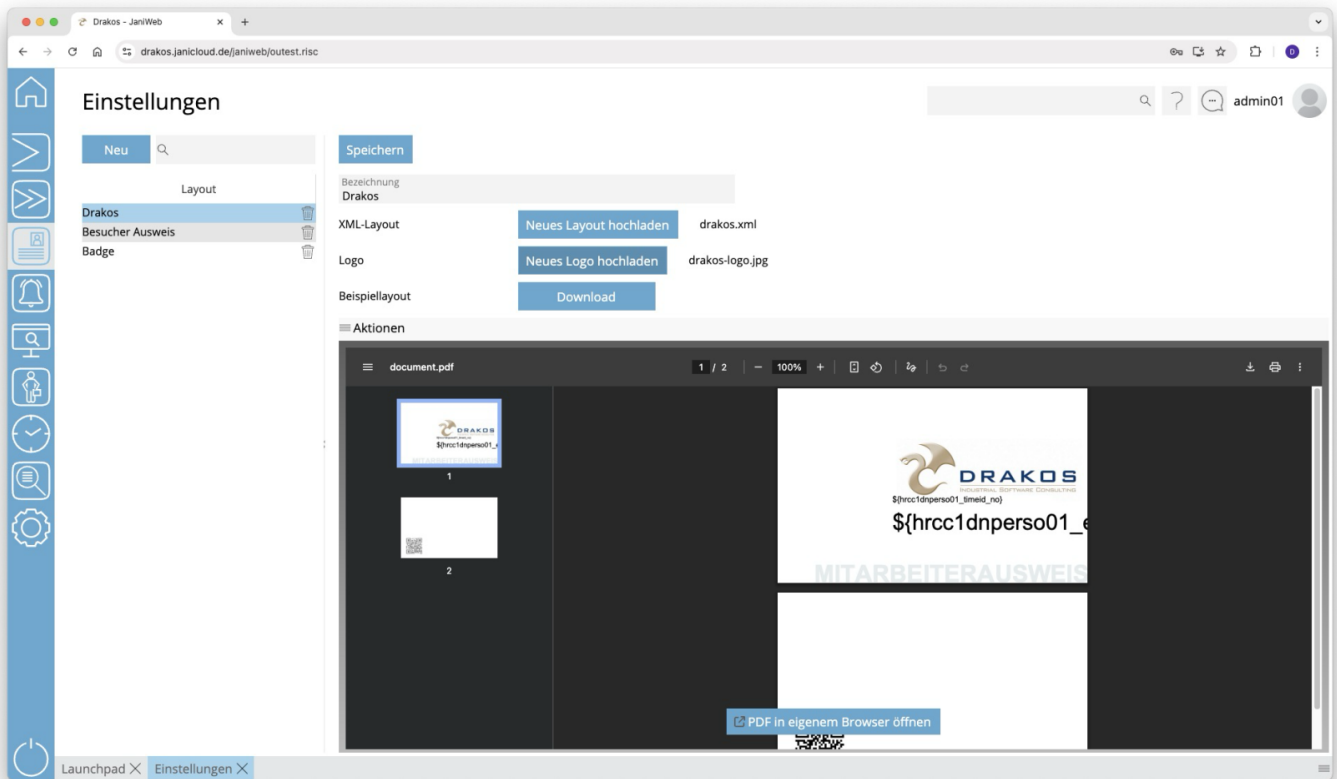 Drakos - JaniWeb
drakos.janicloud.de/janiweb/outest.risc
D
Einstellungen
admin01
Neu
Speichern
Layout
Drakos
Besucher Ausweis
Badge
Bezeichnung
Drakos
XML-Layout
Neues Layout hochladen
drakos.xml
Logo
Neues Logo hochladen
drakos-logo.jpg
Beispiellayout
Download
Aktionen
document.pdf
1 / 2
100%
DRAKOS
${hrcc1dnperso01_e
MITARBEITERAUSWEIS
1
2
DRAKOS
INDUSTRIAL SOFTWARE CONSULTING
${hrcc1dnperso01_timeid_no}
${hrcc1dnperso01_e
MITARBEITERAUSWEIS
PDF in eigenem Browser öffnen
Launchpad
Einstellungen